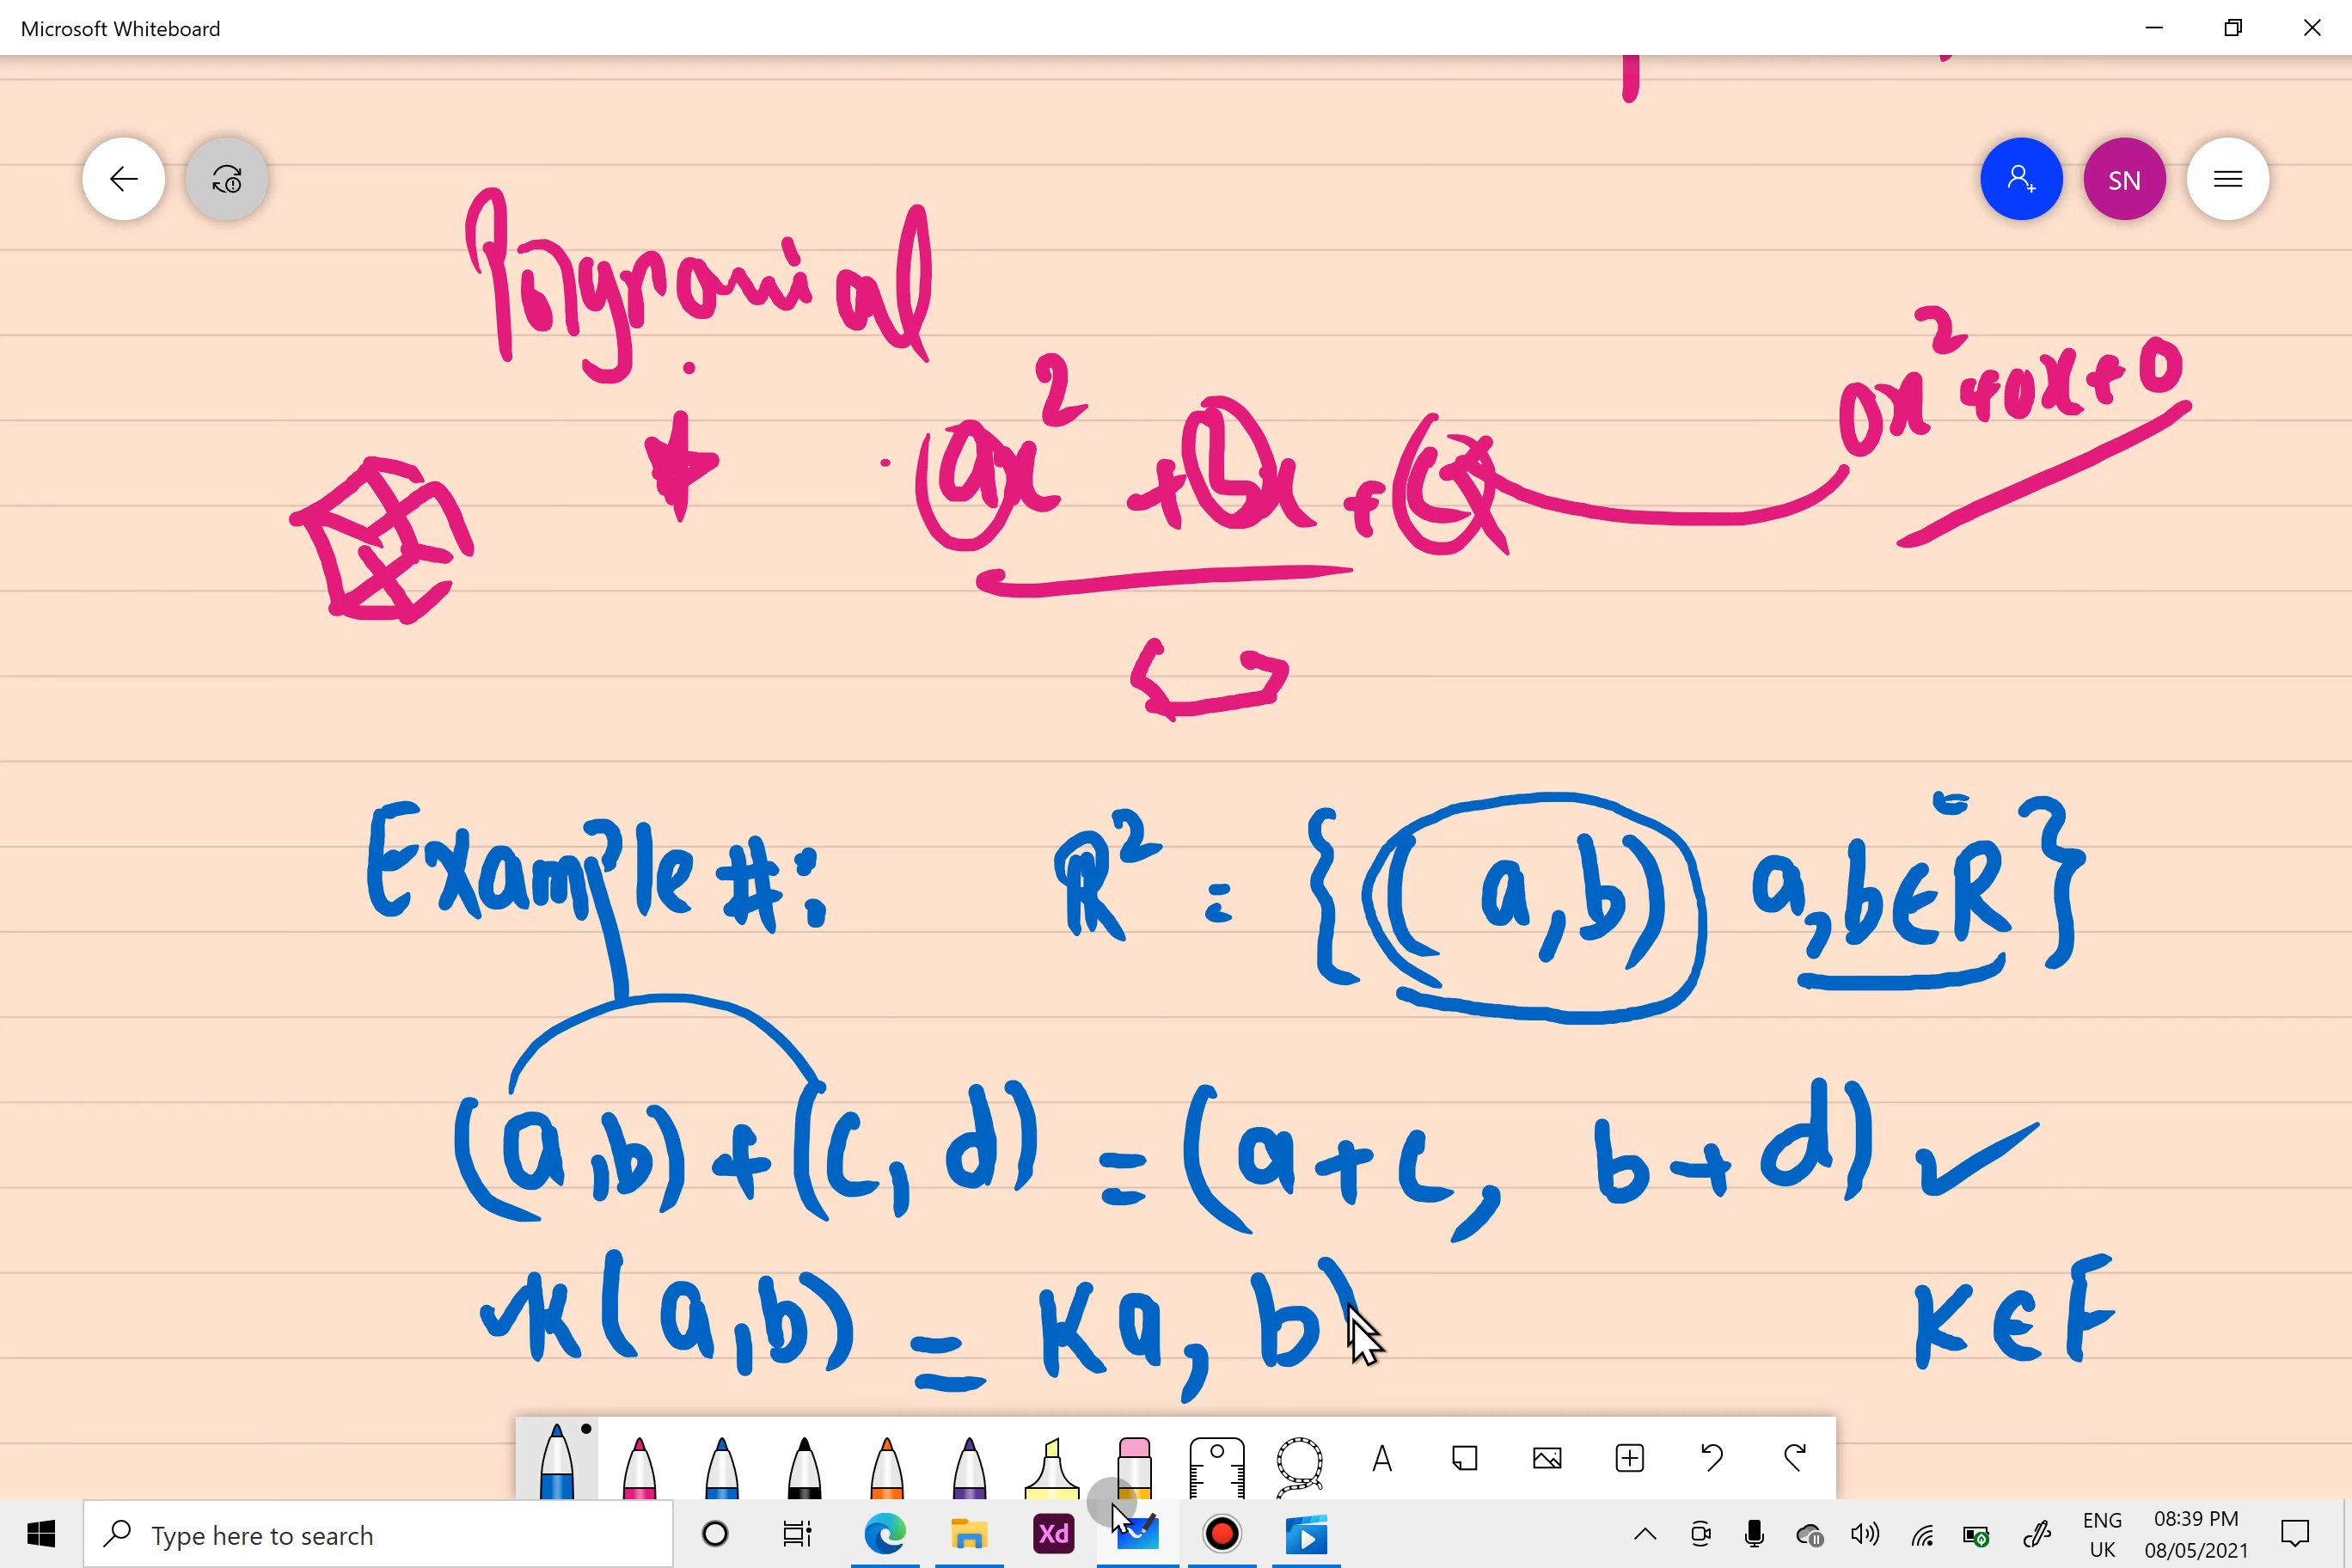 Microsoft Whiteboard
SN
Polynomial
ax² + bx + c
0x² + 0x + 0
Example #: R² = {(a,b) a,b ∈ R}
(a,b) + (c,d) = (a+c, b+d) ✓
k(a,b) = ka, b) k ∈ F
A
Type here to search
Xd
ENG
UK
08:39 PM
08/05/2021